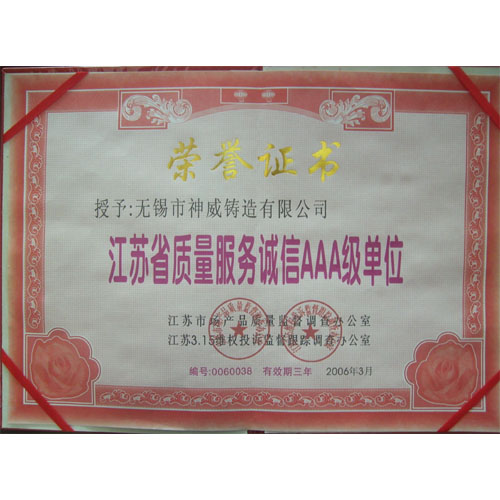 荣誉证书
授予:无锡市神威铸造有限公司
江苏省质量服务诚信AAA级单位
江苏市场产品质量监督调查办公室
江苏3.15维权投诉监督跟踪调查办公室
编号:0060038 有效期三年 2006年3月